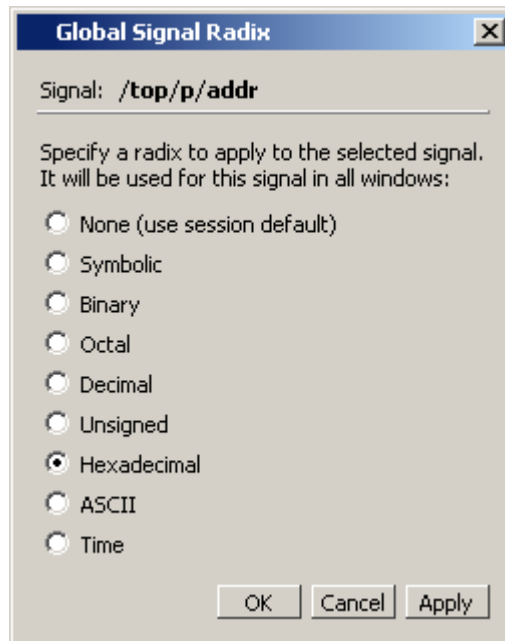 Global Signal Radix
Signal: /top/p/addr
Specify a radix to apply to the selected signal.
It will be used for this signal in all windows:
None (use session default)
Symbolic
Binary
Octal
Decimal
Unsigned
Hexadecimal
ASCII
Time
OK Cancel Apply